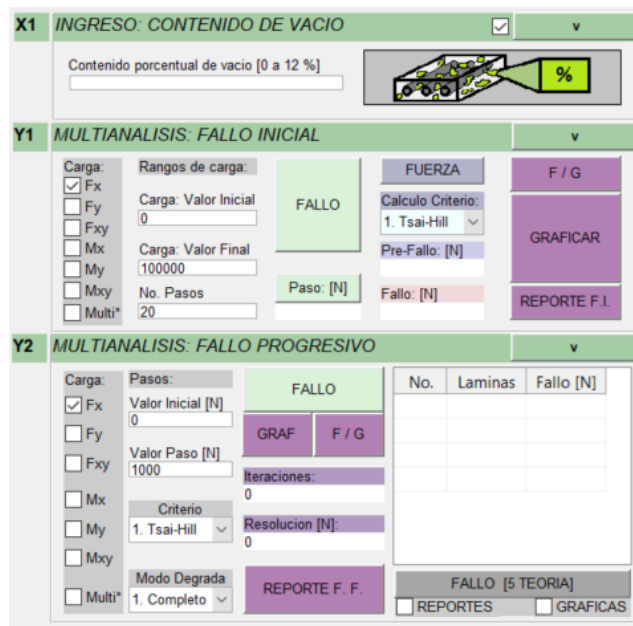 X1 INGRESO: CONTENIDO DE VACIO v
Contenido porcentual de vacio [0 a 12 %]
%
Y1 MULTIANALISIS: FALLO INICIAL v
Carga:
Fx
Fy
Fxy
Mx
My
Mxy
Multi*
Rangos de carga:
Carga: Valor Inicial
0
Carga: Valor Final
100000
No. Pasos
20
FALLO
Paso: [N]
FUERZA
Calculo Criterio:
1. Tsai-Hill
Pre-Fallo: [N]
Fallo: [N]
F / G
GRAFICAR
REPORTE F.I.
Y2 MULTIANALISIS: FALLO PROGRESIVO v
Carga:
Fx
Fy
Fxy
Mx
My
Mxy
Multi*
Pasos:
Valor Inicial [N]
0
Valor Paso [N]
1000
Criterio
1. Tsai-Hill
Modo Degrada
1. Completo
FALLO
GRAF F / G
Iteraciones:
0
Resolucion [N]:
0
REPORTE F. F.
No. Laminas Fallo [N]
FALLO [5 TEORIA]
REPORTES GRAFICAS